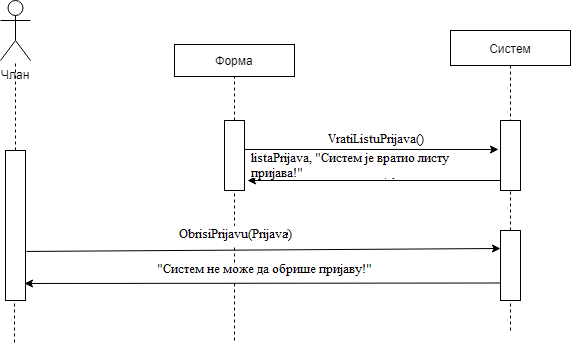 Члан
Форма
Систем
VratiListuPrijava()
listaPrijava, "Систем је вратио листу
пријава!"
ObrisiPrijavu(Prijava)
"Систем не може да обрише пријаву!"